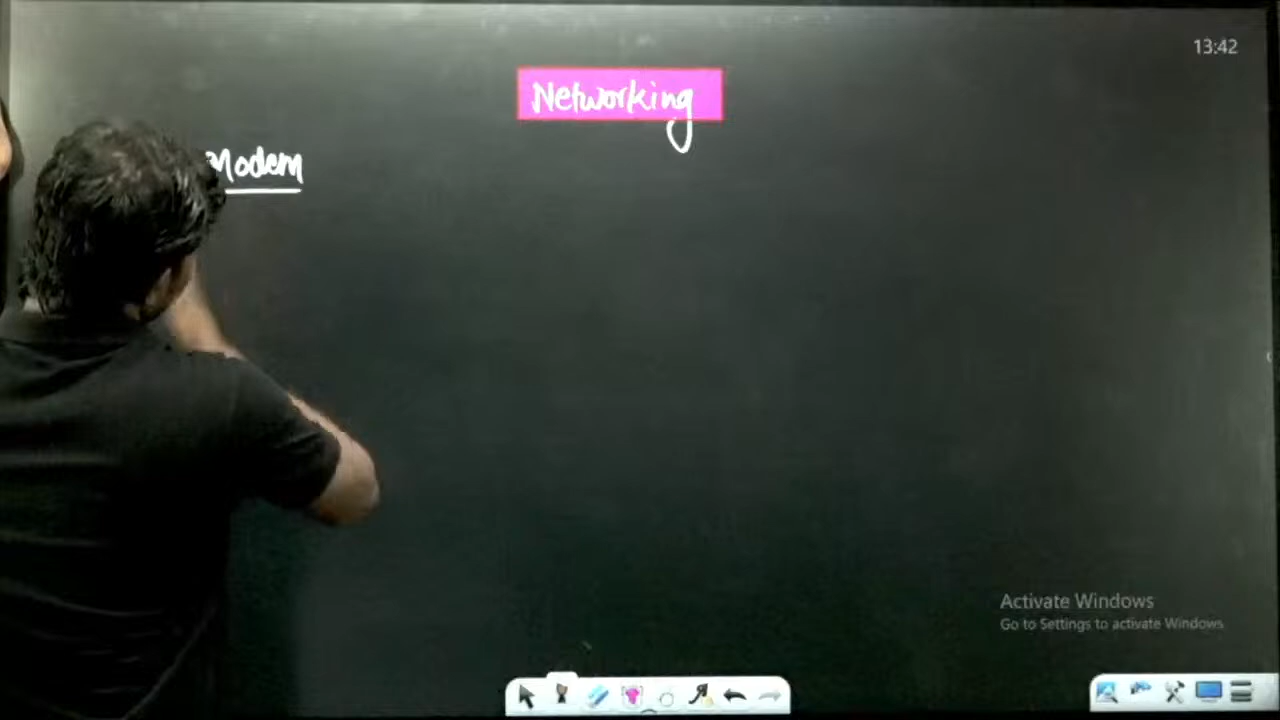 13:42
Networking
Modem
Activate Windows
Go to Settings to activate Windows